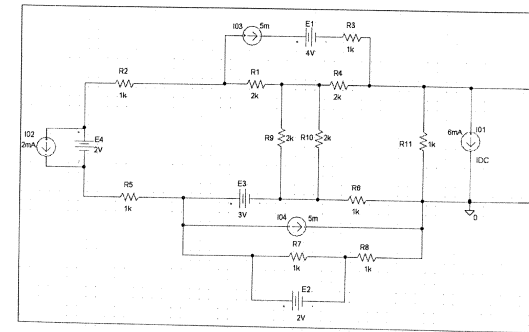 I03 5m E1 R3
4V 1k
R2 R1 R4
1k 2k 2k
I02 2mA E4 2V
R9 2k R10 2k R11 1k 6mA I01
IDC
R5 E3 R6
1k 3V 1k
0
I04 5m
R7 R8
1k 1k
E2
2V